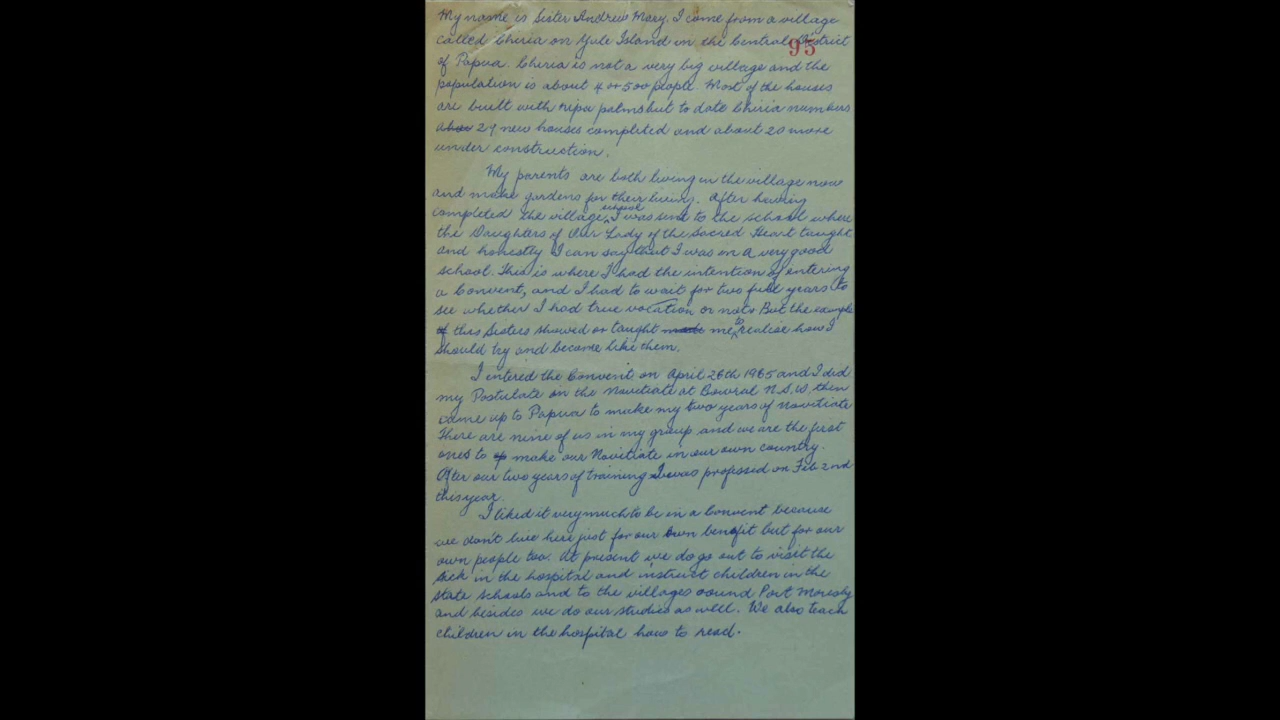 My name is Sister Andrew Mary. I come from a village
called Chiria on Yule Island in the Central District
95
of Papua. Chiria is not a very big village and the
population is about 4 or 500 people. Most of the houses
are built with nipa palms but to date Chiria numbers
27 new houses completed and about 20 more
under construction.
My parents are both living in the village now
and make gardens for their living. After having
completed the village school I was sent to the school where
the Daughters of Our Lady of the Sacred Heart taught
and honestly I can say that I was in a very good
school. This is where I had the intention of entering
a Convent, and I had to wait for two full years to
see whether I had true vocation or not. But the example
this Sisters showed or taught me to realise how I
should try and become like them.
I entered the Convent on April 26th 1965 and I did
my Postulate on the Novitiate at Bowral N.S.W. then
came up to Papua to make my two years of novitiate
There are nine of us in my group and we are the first
ones to make our Novitiate in our own country.
After our two years of training I was professed on Feb 2nd
this year.
I liked it very much to be in a Convent because
we don't live here just for our own benefit but for our
own people too. At present we do go out to visit the
sick in the hospital and instruct children in the
state schools and to the villages around Port Moresby
and besides we do our studies as well. We also teach
children in the hospital how to read.